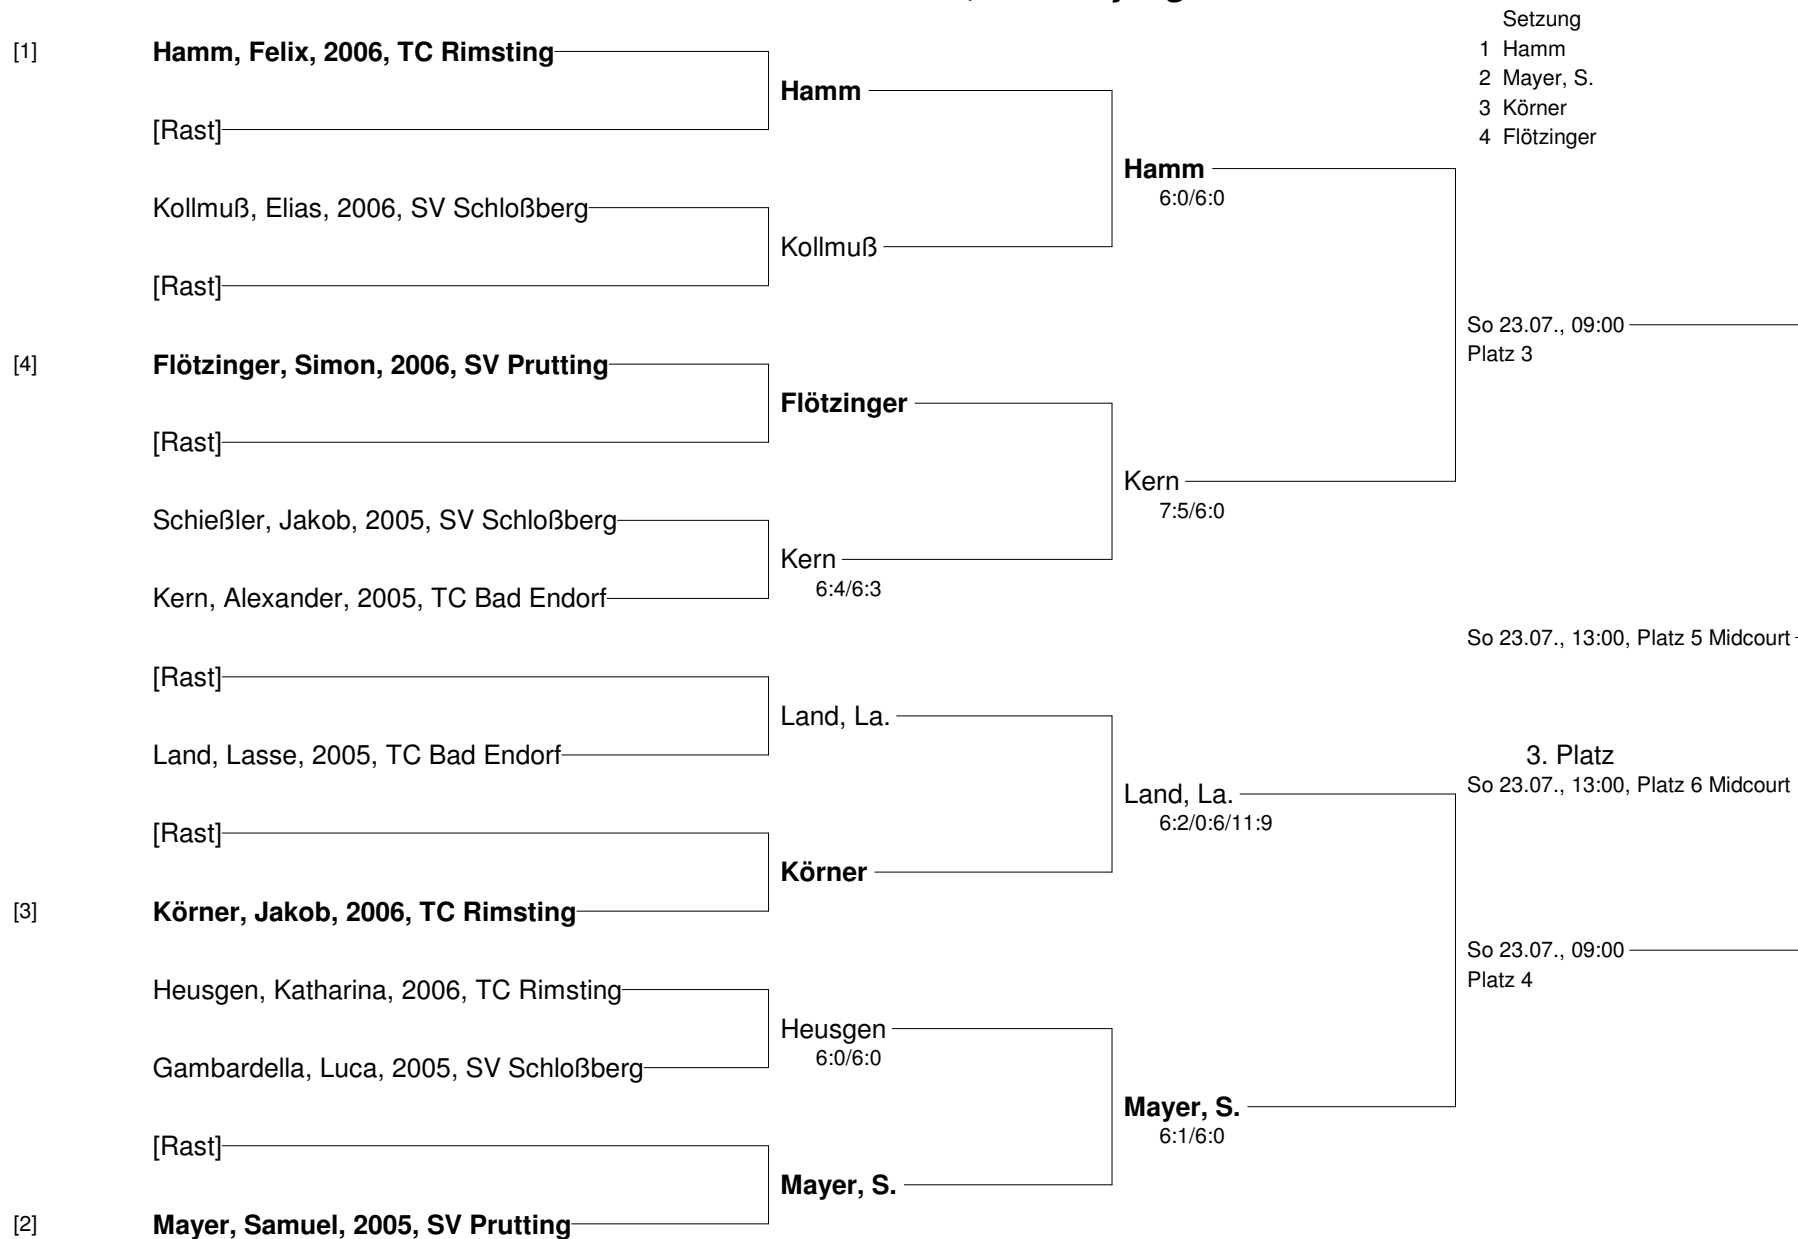 Setzung
1 Hamm
2 Mayer, S.
3 Körner
4 Flötzinger
[1] Hamm, Felix, 2006, TC Rimsting
Hamm
[Rast]
Hamm
6:0/6:0
Kollmuß, Elias, 2006, SV Schloßberg
Kollmuß
[Rast]
So 23.07., 09:00
Platz 3
[4] Flötzinger, Simon, 2006, SV Prutting
Flötzinger
[Rast]
Kern
7:5/6:0
Schießler, Jakob, 2005, SV Schloßberg
Kern
6:4/6:3
Kern, Alexander, 2005, TC Bad Endorf
So 23.07., 13:00, Platz 5 Midcourt
[Rast]
Land, La.
Land, Lasse, 2005, TC Bad Endorf
3. Platz
So 23.07., 13:00, Platz 6 Midcourt
Land, La.
6:2/0:6/11:9
[Rast]
Körner
[3] Körner, Jakob, 2006, TC Rimsting
So 23.07., 09:00
Platz 4
Heusgen, Katharina, 2006, TC Rimsting
Heusgen
6:0/6:0
Gambardella, Luca, 2005, SV Schloßberg
Mayer, S.
6:1/6:0
[Rast]
Mayer, S.
[2] Mayer, Samuel, 2005, SV Prutting